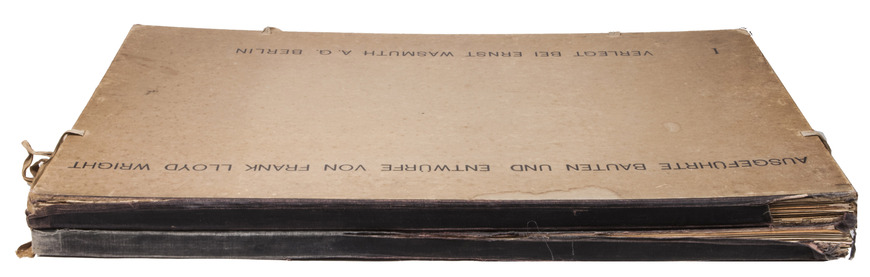 AUSGEFÜHRTE BAUTEN UND ENTWÜRFE VON FRANK LLOYD WRIGHT
I
VERLEGT BEI ERNST WASMUTH A. G. BERLIN